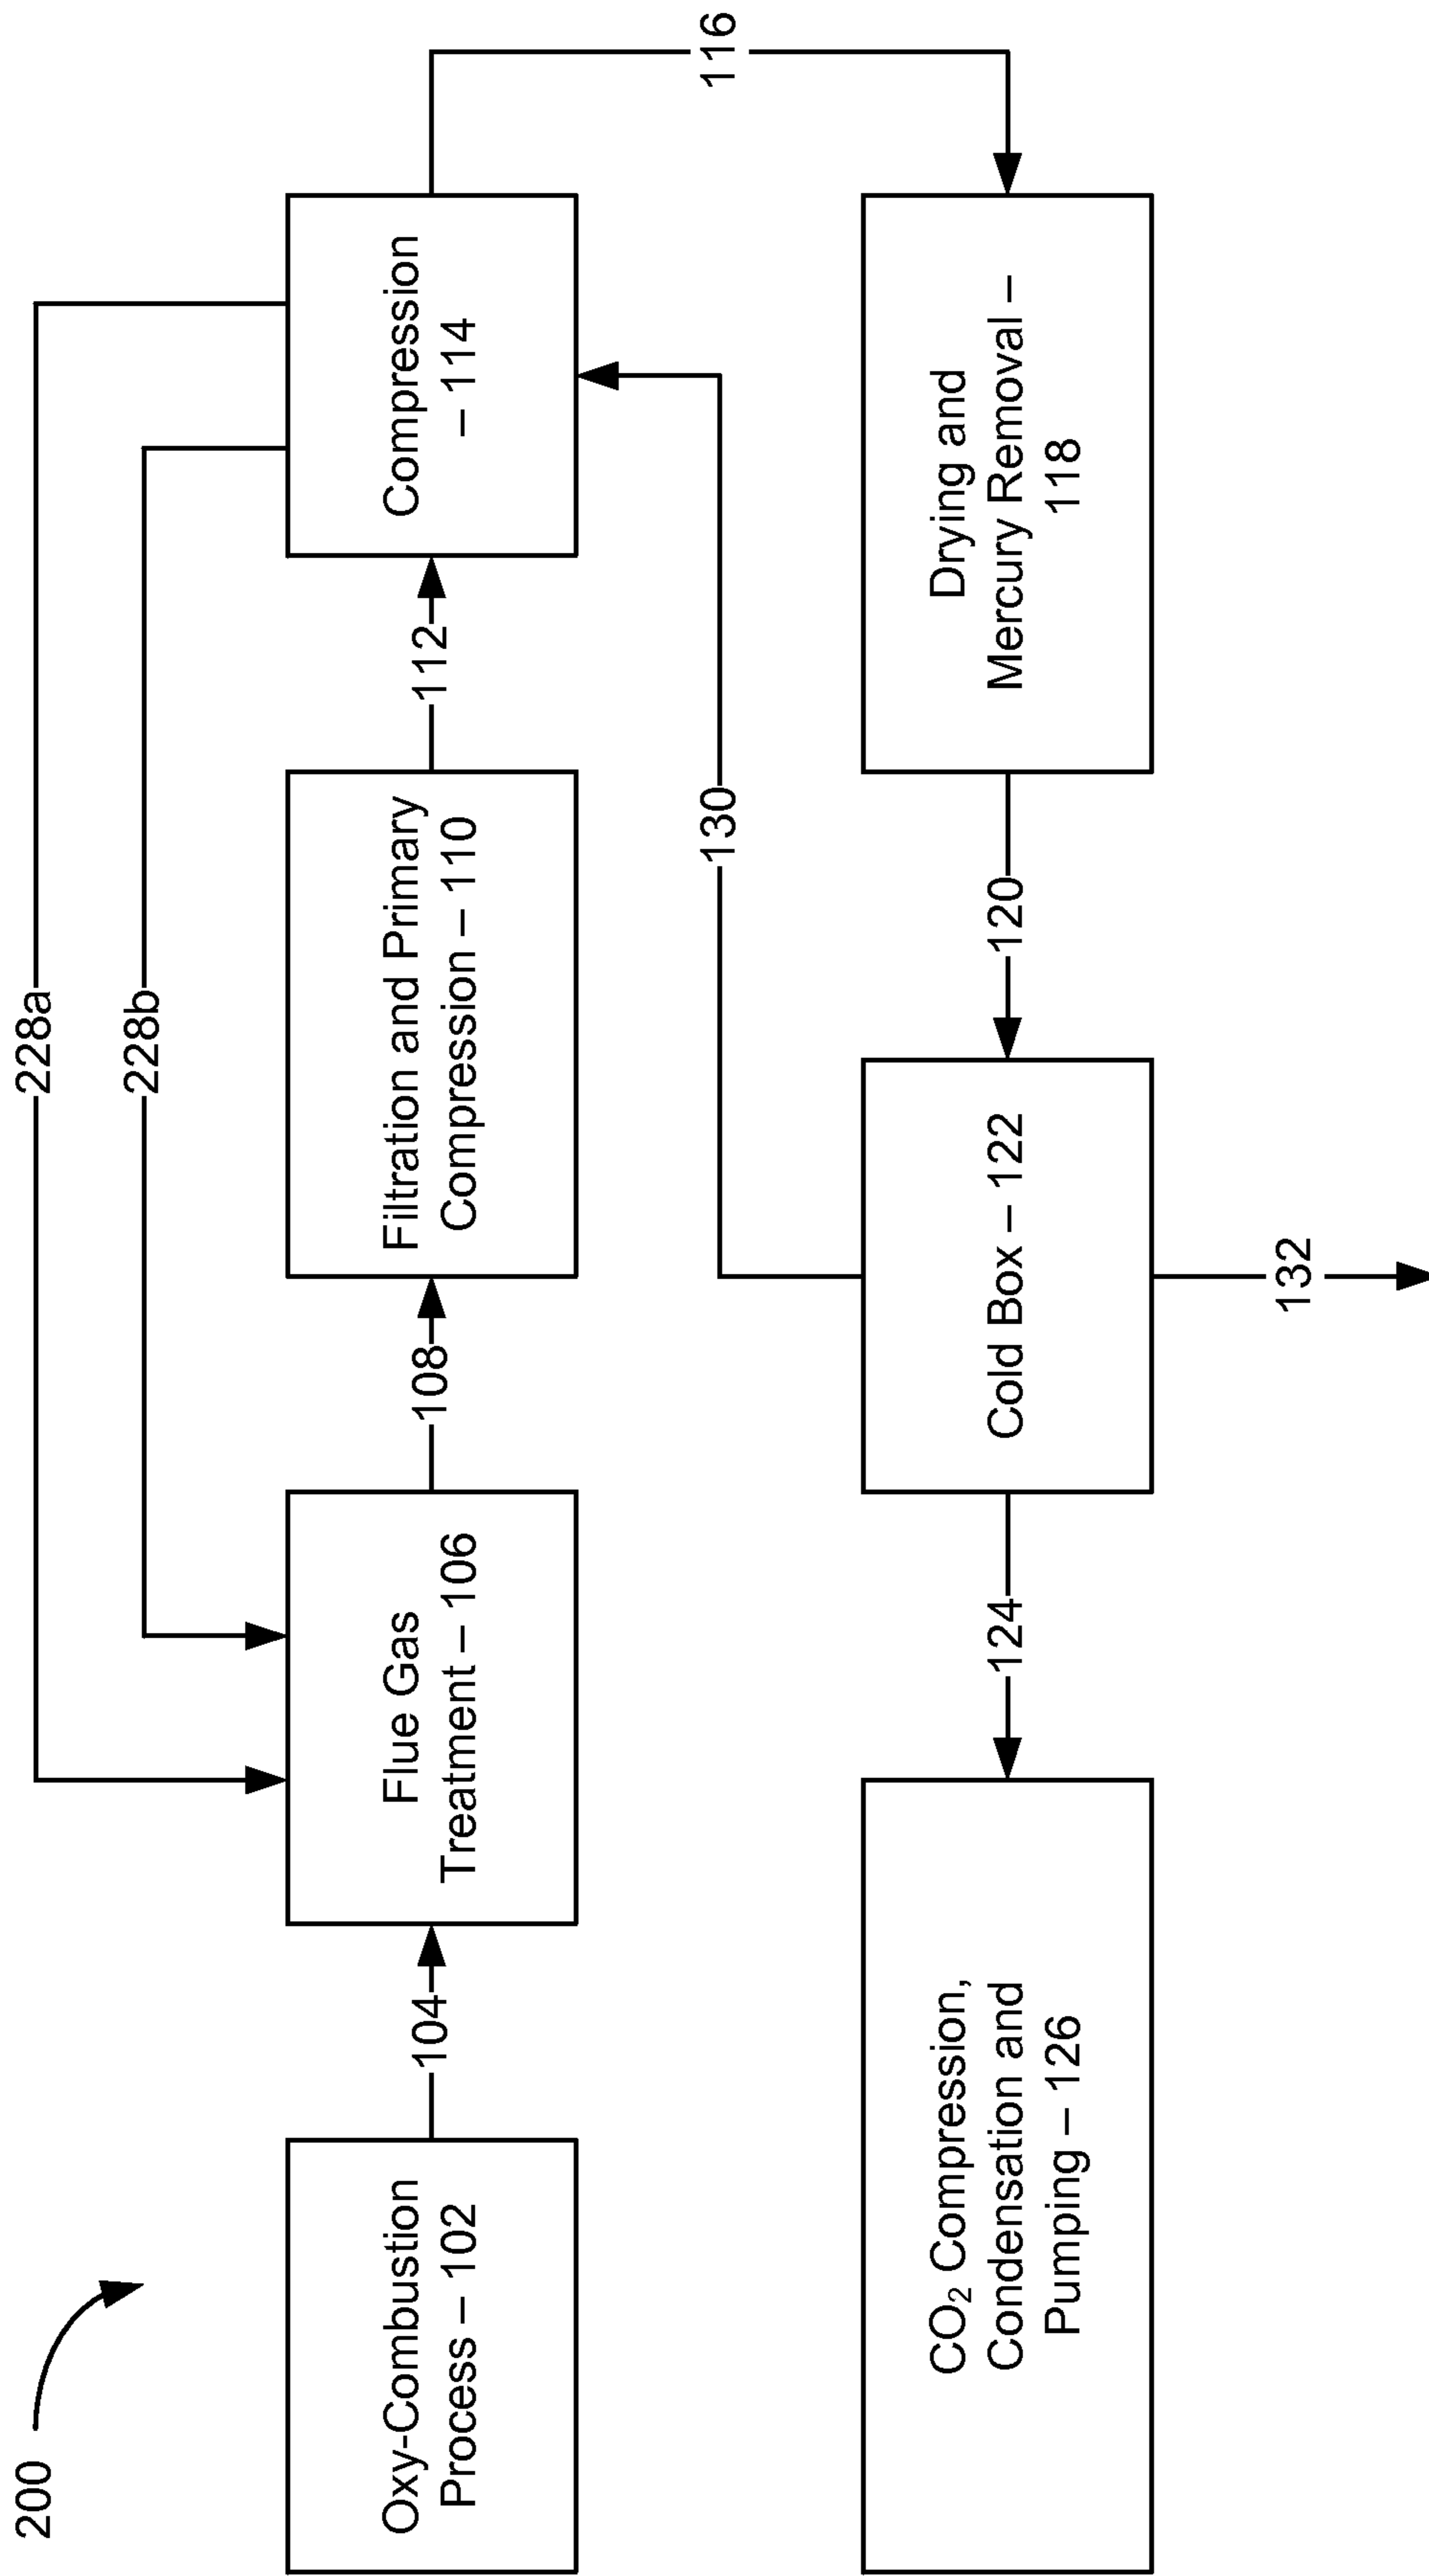 200
228a
228b
Oxy-Combustion
Process – 102
104
Flue Gas
Treatment – 106
108
Filtration and Primary
Compression – 110
112
Compression
– 114
130
116
CO₂ Compression,
Condensation and
Pumping – 126
124
Cold Box – 122
120
Drying and
Mercury Removal –
118
132